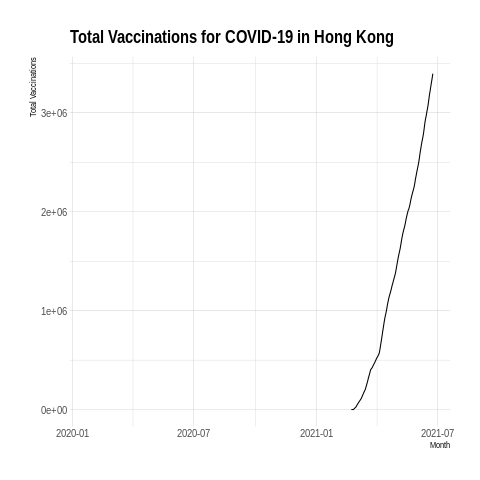 Total Vaccinations for COVID-19 in Hong Kong
Total Vaccinations
3e+06
2e+06
1e+06
0e+00
2020-01 2020-07 2021-01 2021-07
Month